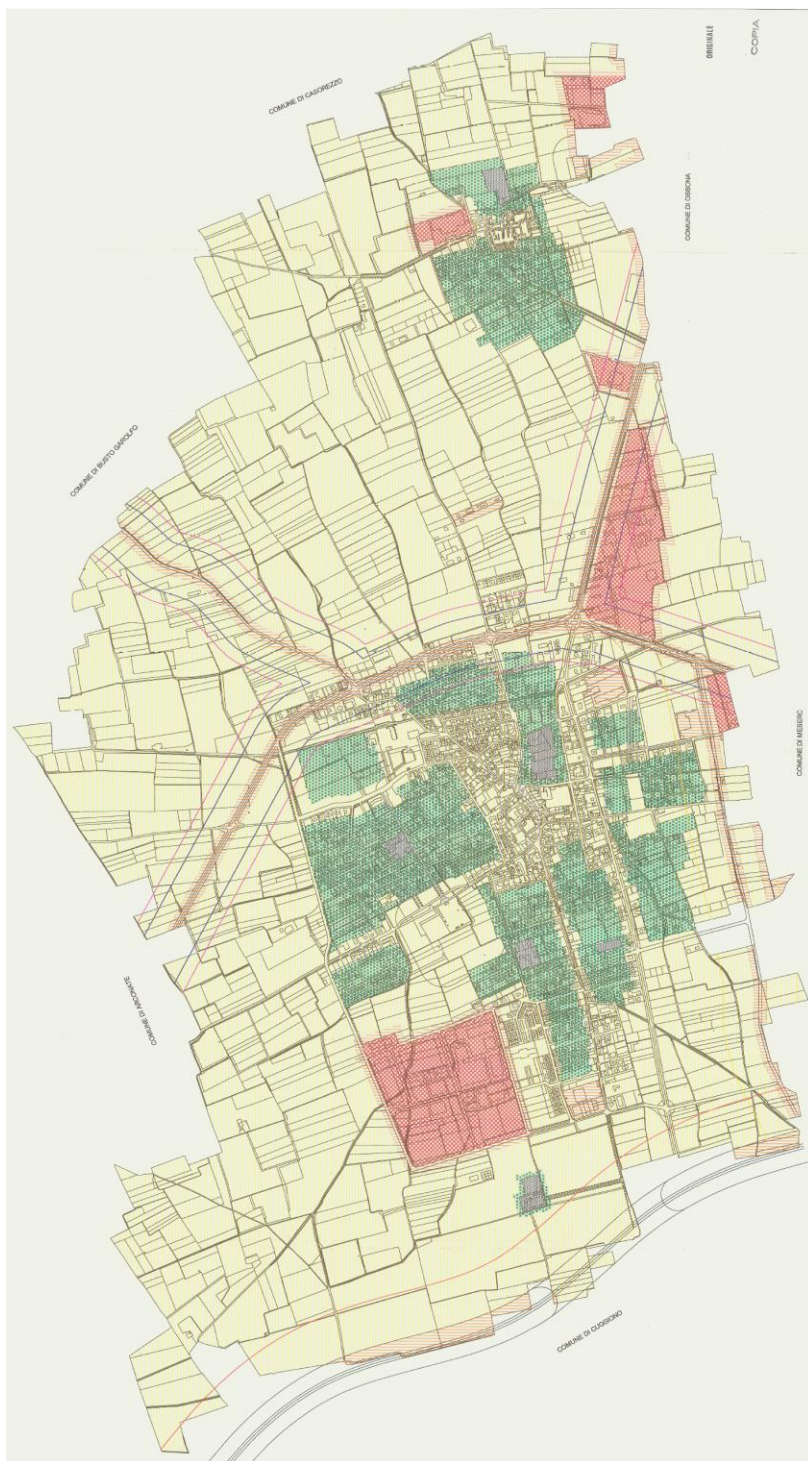 ORIGINALE
COPIA
COMUNE DI CASOREZZO
COMUNE DI OSSONA
COMUNE DI BUSTO GAROLFO
COMUNE DI MESERO
COMUNE DI ARCONATE
COMUNE DI CUGGIONO